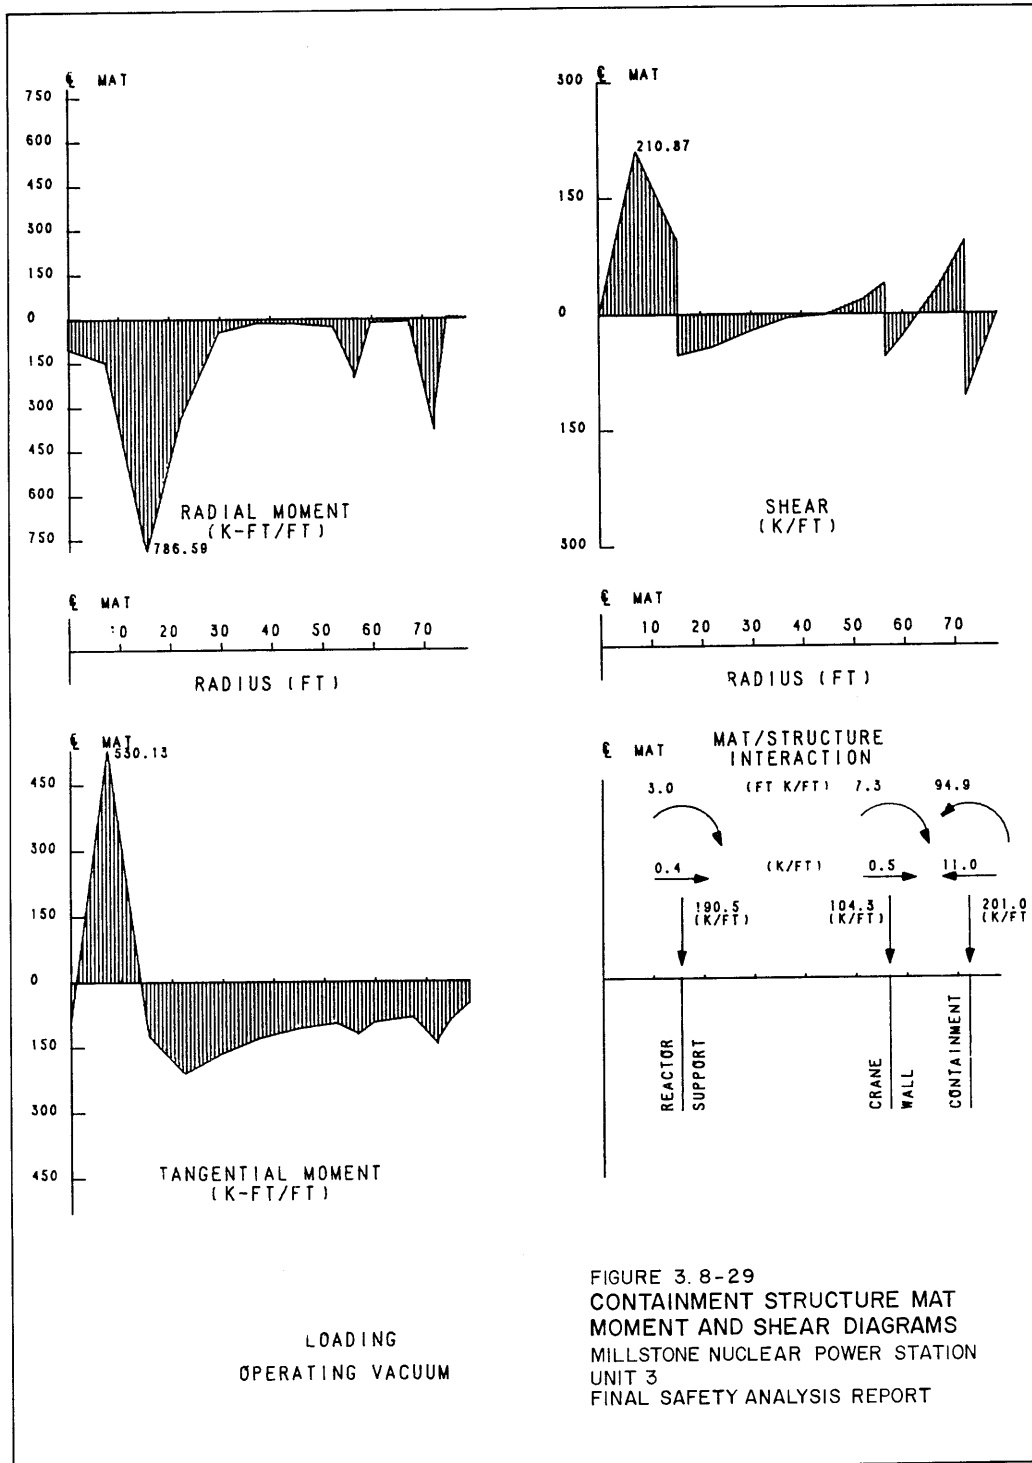 ℄ MAT
750
600
450
300
150
0
150
300
450
600
750
786.59
RADIAL MOMENT
(K-FT/FT)
℄ MAT
300
150
0
150
300
210.87
SHEAR
(K/FT)
℄ MAT
10 20 30 40 50 60 70
RADIUS (FT)
℄ MAT
10 20 30 40 50 60 70
RADIUS (FT)
℄ MAT
530.13
450
300
150
0
150
300
450
TANGENTIAL MOMENT
(K-FT/FT)
℄ MAT
MAT/STRUCTURE
INTERACTION
3.0 (FT K/FT) 7.3 94.9
0.4 (K/FT) 0.5 11.0
190.5
(K/FT)
104.3
(K/FT)
201.0
(K/FT
REACTOR
SUPPORT
CRANE
WALL
CONTAINMENT
LOADING
OPERATING VACUUM
FIGURE 3.8-29
CONTAINMENT STRUCTURE MAT
MOMENT AND SHEAR DIAGRAMS
MILLSTONE NUCLEAR POWER STATION
UNIT 3
FINAL SAFETY ANALYSIS REPORT